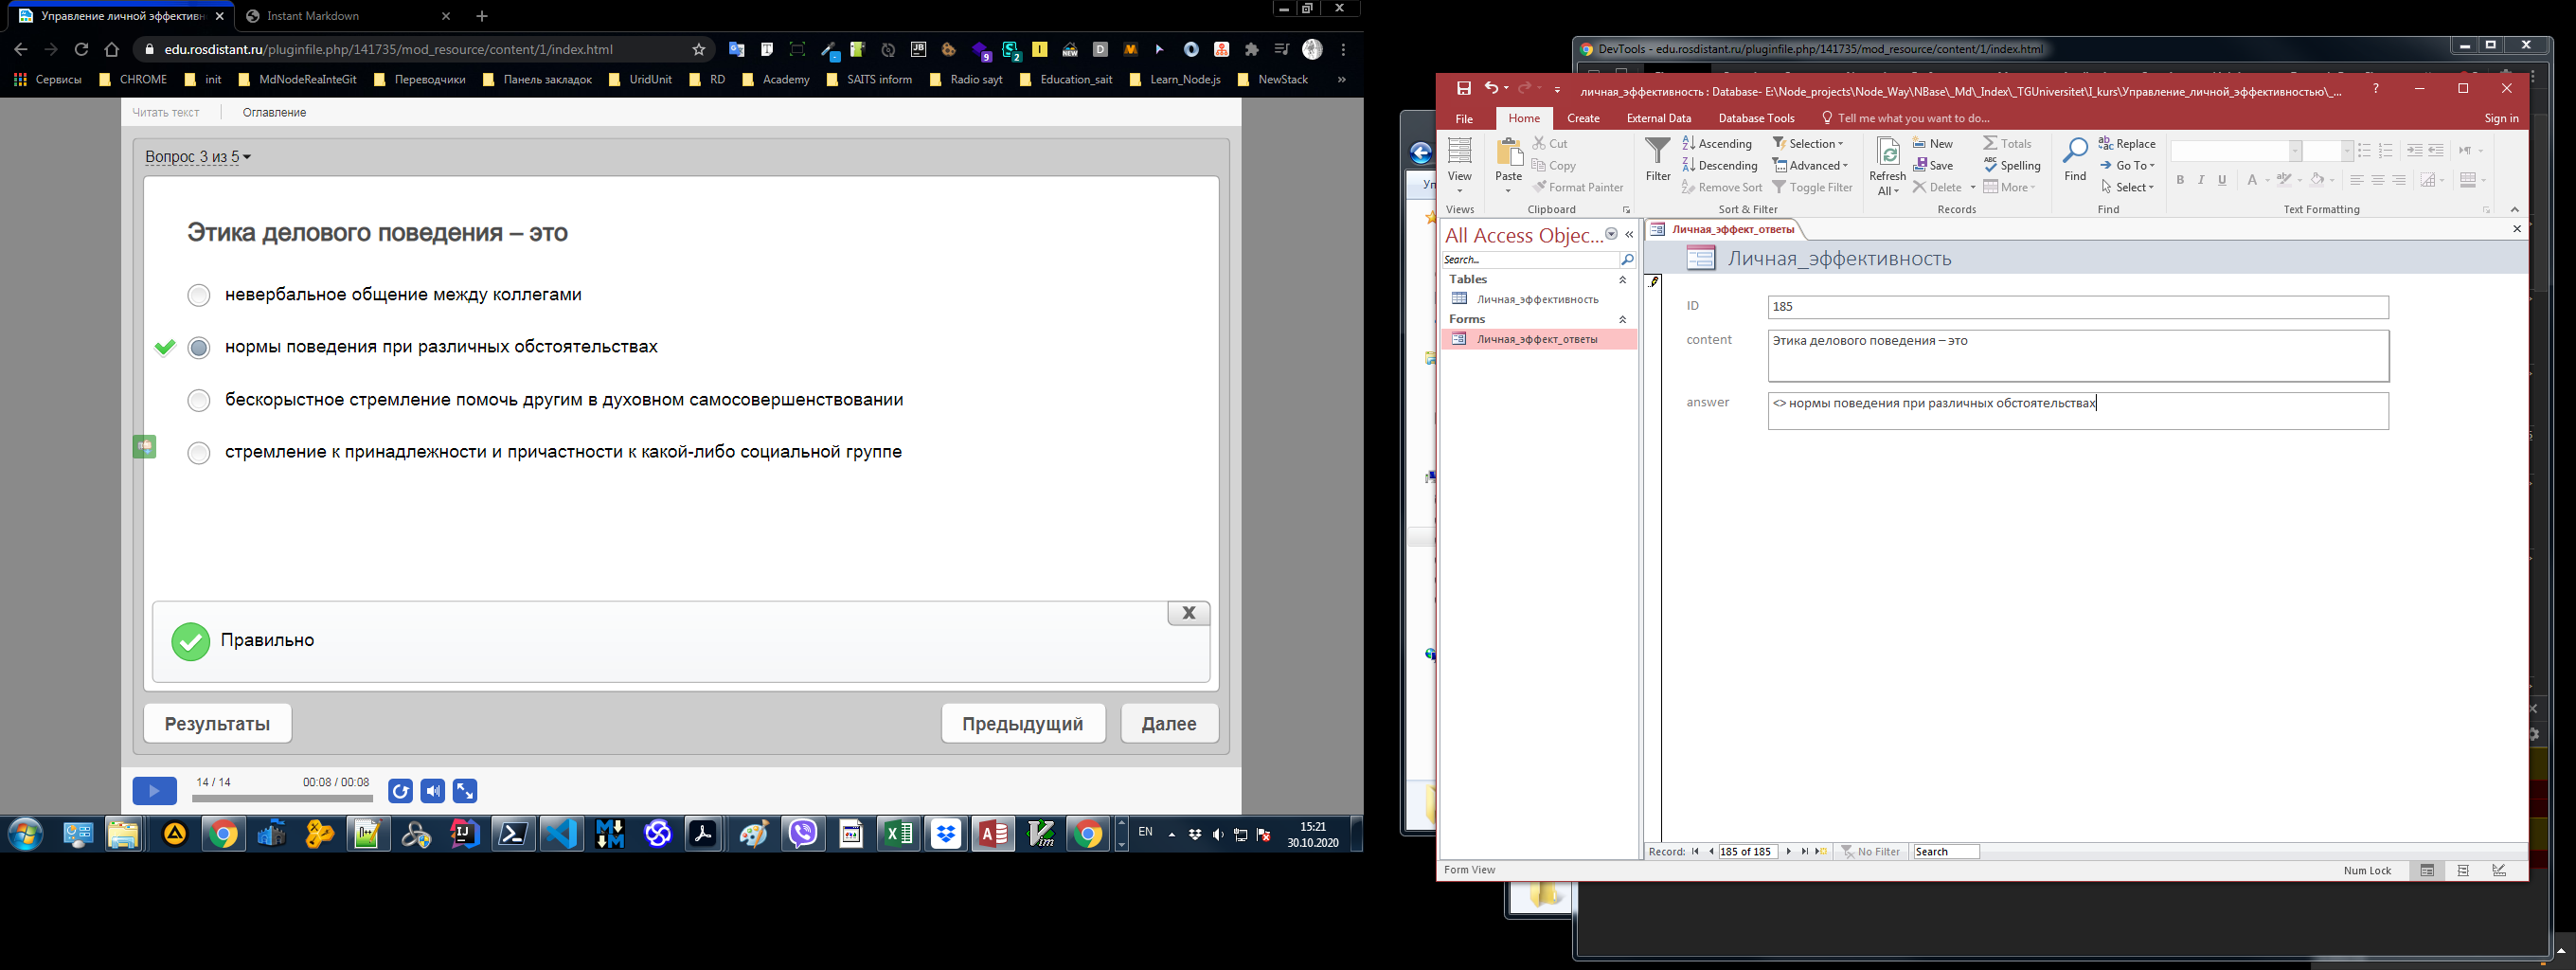 Управление личной эффективн
Instant Markdown
edu.rosdistant.ru/pluginfile.php/141735/mod_resource/content/1/index.html
Сервисы CHROME init MdNodeReaInteGit Переводчики Панель закладок UridUnit RD Academy SAITS inform Radio sayt Education_sait Learn_Node.js NewStack »
Читать текст Оглавление
Вопрос 3 из 5
Этика делового поведения – это
невербальное общение между коллегами
нормы поведения при различных обстоятельствах
бескорыстное стремление помочь другим в духовном самосовершенствовании
стремление к принадлежности и причастности к какой-либо социальной группе
X
Правильно
Результаты Предыдущий Далее
14 / 14 00:08 / 00:08
EN
15:21
30.10.2020
DevTools - edu.rosdistant.ru/pluginfile.php/141735/mod_resource/content/1/index.html
личная_эффективность : Database- E:\Node_projects\Node_Way\NBase\_Md\_Index\_TGUniversitet\I_kurs\Управление_личной_эффективностью\_...
File Home Create External Data Database Tools Tell me what you want to do... Sign in
View
Views
Paste
Cut
Copy
Format Painter
Clipboard
Filter
Ascending
Descending
Remove Sort
Selection
Advanced
Toggle Filter
Sort & Filter
Refresh All
New
Save
Delete
Totals
Spelling
More
Records
Find
Replace
Go To
Select
Find
B I U A
Text Formatting
All Access Objec...
Search...
Tables
Личная_эффективность
Forms
Личная_эффект_ответы
Личная_эффект_ответы
Личная_эффективность
ID 185
content Этика делового поведения – это
answer <> нормы поведения при различных обстоятельствах
Record: 185 of 185 No Filter Search
Form View Num Lock